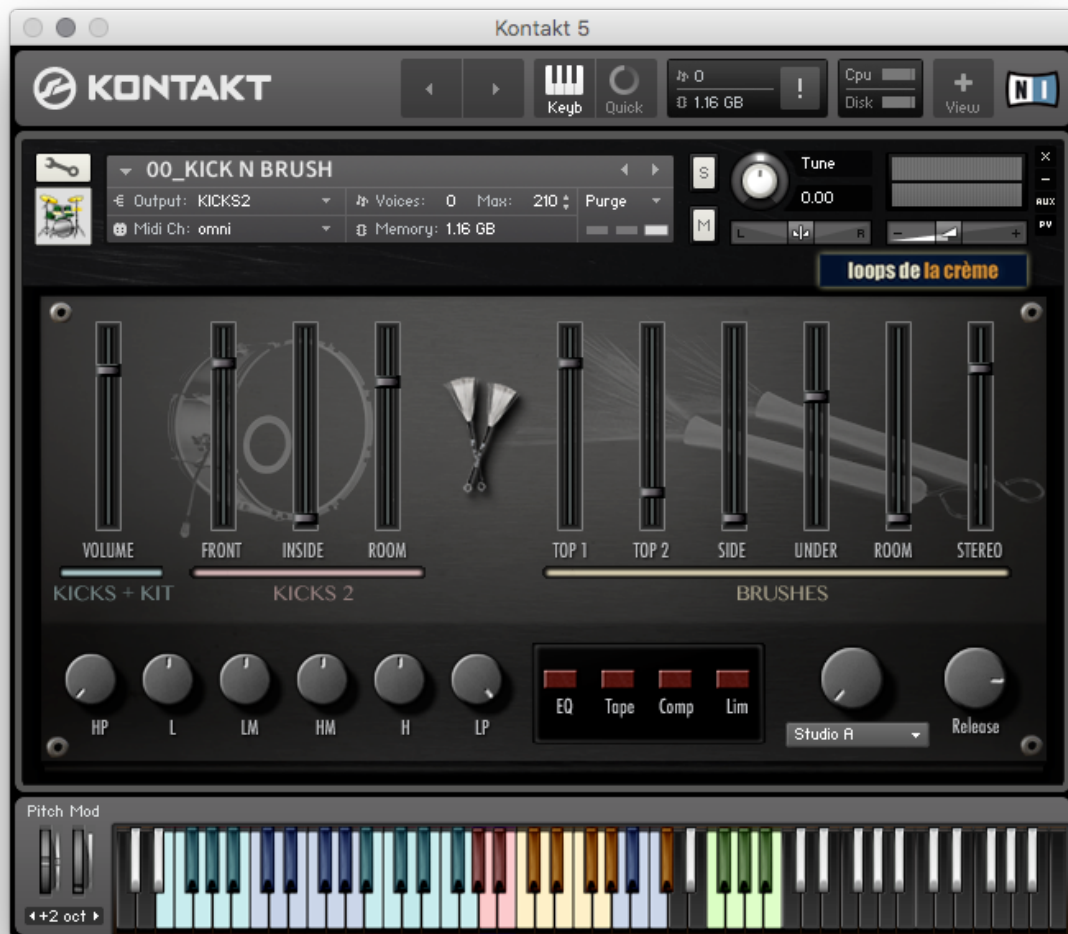 Kontakt 5
KONTAKT
Keyb
Quick
0
1.16 GB
!
Cpu
Disk
+
View
NI
00_KICK N BRUSH
Output: KICKS2
Voices: 0 Max: 210
Purge
Midi Ch: omni
Memory: 1.16 GB
S
M
Tune
0.00
L R
- +
X
-
AUX
PV
loops de la crème
VOLUME FRONT INSIDE ROOM TOP 1 TOP 2 SIDE UNDER ROOM STEREO
KICKS + KIT KICKS 2 BRUSHES
HP L LM HM H LP
EQ Tape Comp Lim
Studio A
Release
Pitch Mod
+2 oct